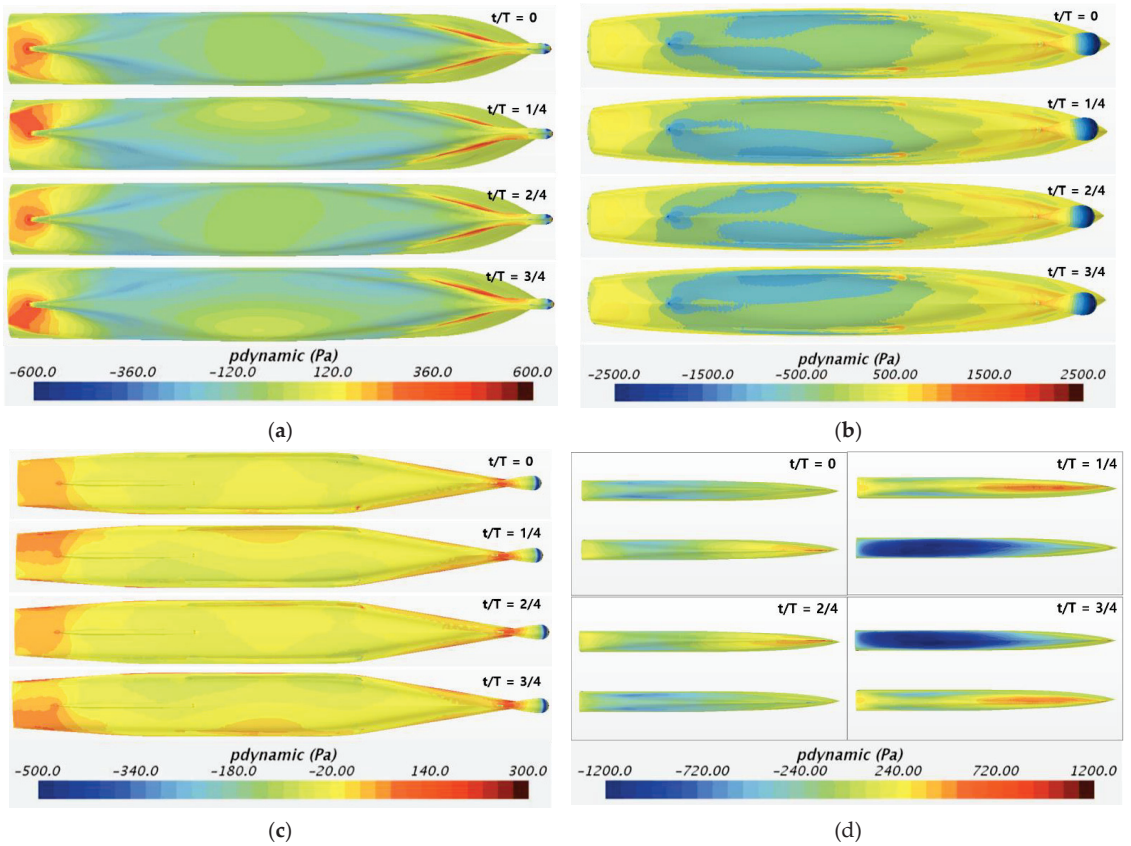 t/T = 0
t/T = 1/4
t/T = 2/4
t/T = 3/4
pdynamic (Pa)
-600.0 -360.0 -120.0 120.0 360.0 600.0
(a)
t/T = 0
t/T = 1/4
t/T = 2/4
t/T = 3/4
pdynamic (Pa)
-2500.0 -1500.0 -500.00 500.00 1500.0 2500.0
(b)
t/T = 0
t/T = 1/4
t/T = 2/4
t/T = 3/4
pdynamic (Pa)
-500.0 -340.0 -180.0 -20.00 140.0 300.0
(c)
t/T = 0
t/T = 1/4
t/T = 2/4
t/T = 3/4
pdynamic (Pa)
-1200.0 -720.00 -240.00 240.00 720.00 1200.0
(d)